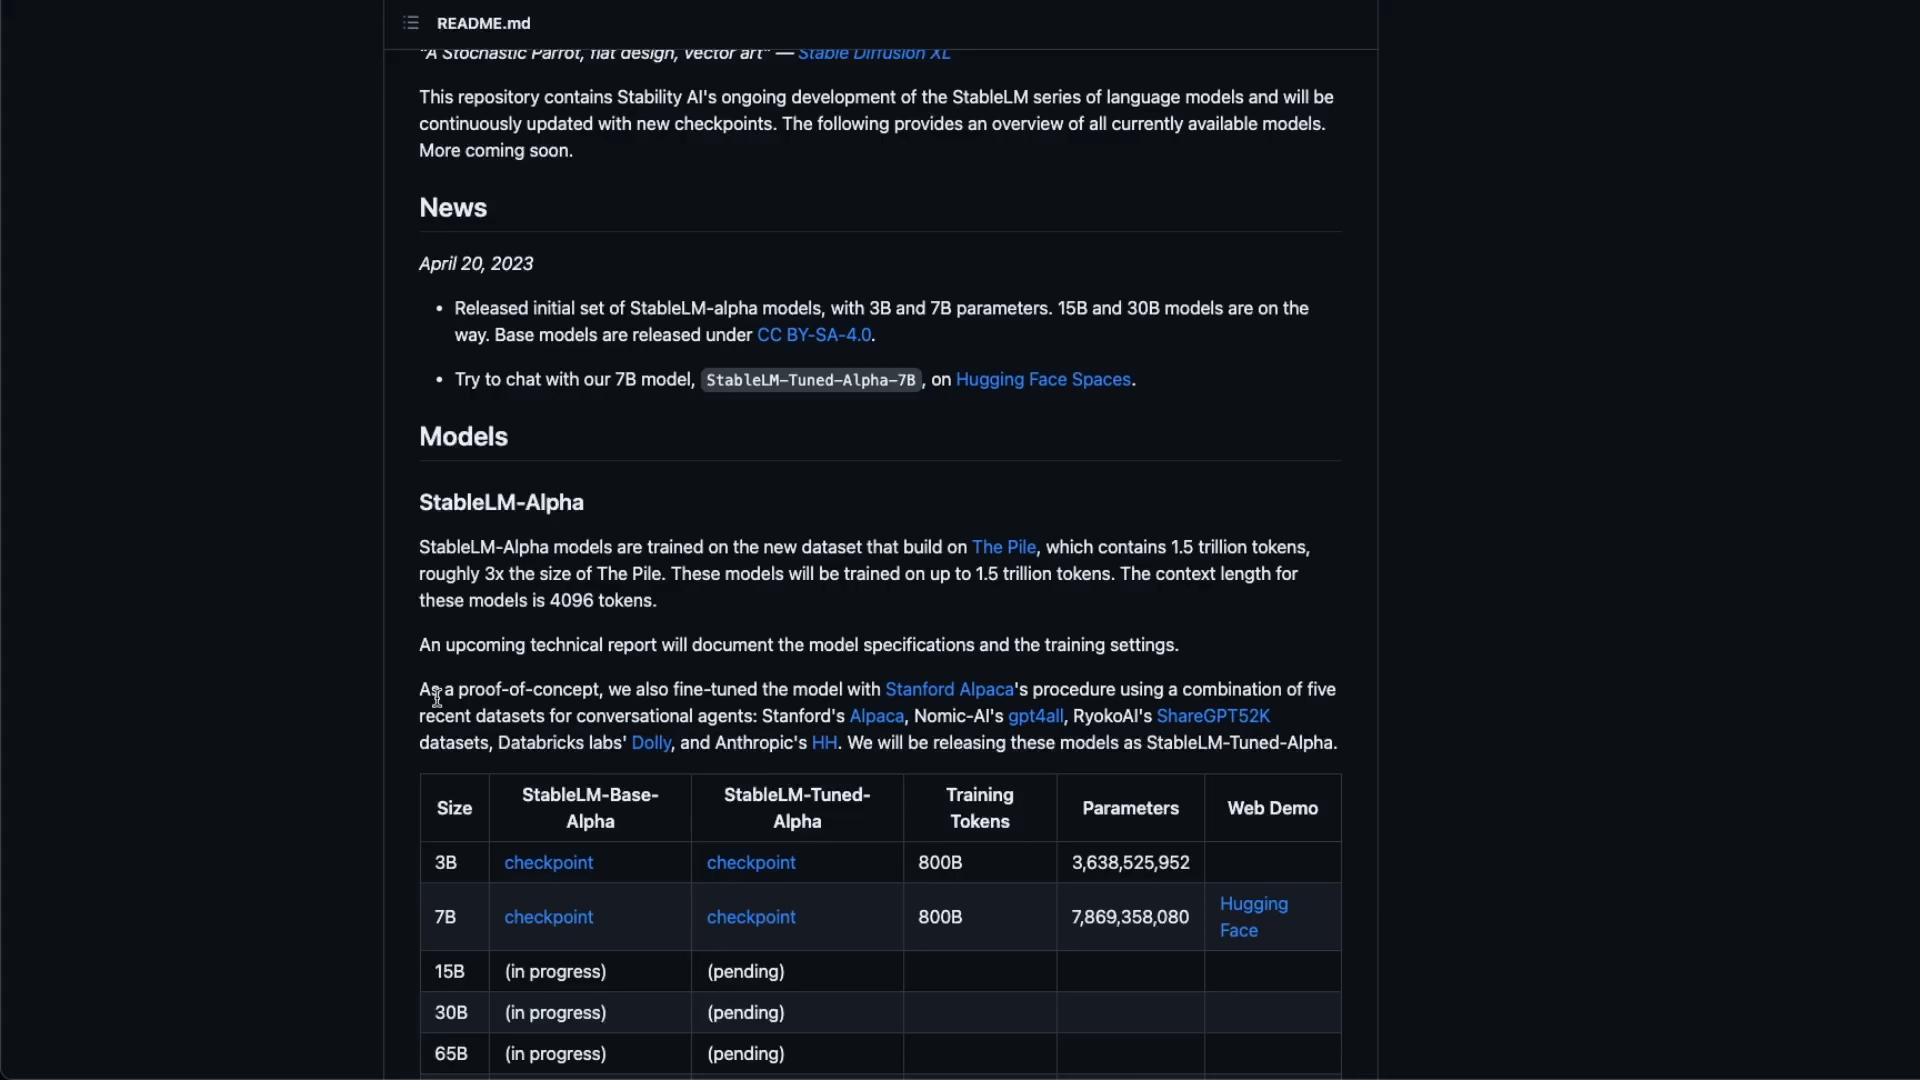 README.md
"A Stochastic Parrot, flat design, vector art" — Stable Diffusion XL
This repository contains Stability AI's ongoing development of the StableLM series of language models and will be
continuously updated with new checkpoints. The following provides an overview of all currently available models.
More coming soon.
News
April 20, 2023
• Released initial set of StableLM-alpha models, with 3B and 7B parameters. 15B and 30B models are on the
way. Base models are released under CC BY-SA-4.0.
• Try to chat with our 7B model, StableLM-Tuned-Alpha-7B, on Hugging Face Spaces.
Models
StableLM-Alpha
StableLM-Alpha models are trained on the new dataset that build on The Pile, which contains 1.5 trillion tokens,
roughly 3x the size of The Pile. These models will be trained on up to 1.5 trillion tokens. The context length for
these models is 4096 tokens.
An upcoming technical report will document the model specifications and the training settings.
As a proof-of-concept, we also fine-tuned the model with Stanford Alpaca's procedure using a combination of five
recent datasets for conversational agents: Stanford's Alpaca, Nomic-AI's gpt4all, RyokoAI's ShareGPT52K
datasets, Databricks labs' Dolly, and Anthropic's HH. We will be releasing these models as StableLM-Tuned-Alpha.
Size StableLM-Base-Alpha StableLM-Tuned-Alpha Training Tokens Parameters Web Demo
3B checkpoint checkpoint 800B 3,638,525,952
7B checkpoint checkpoint 800B 7,869,358,080 Hugging Face
15B (in progress) (pending)
30B (in progress) (pending)
65B (in progress) (pending)